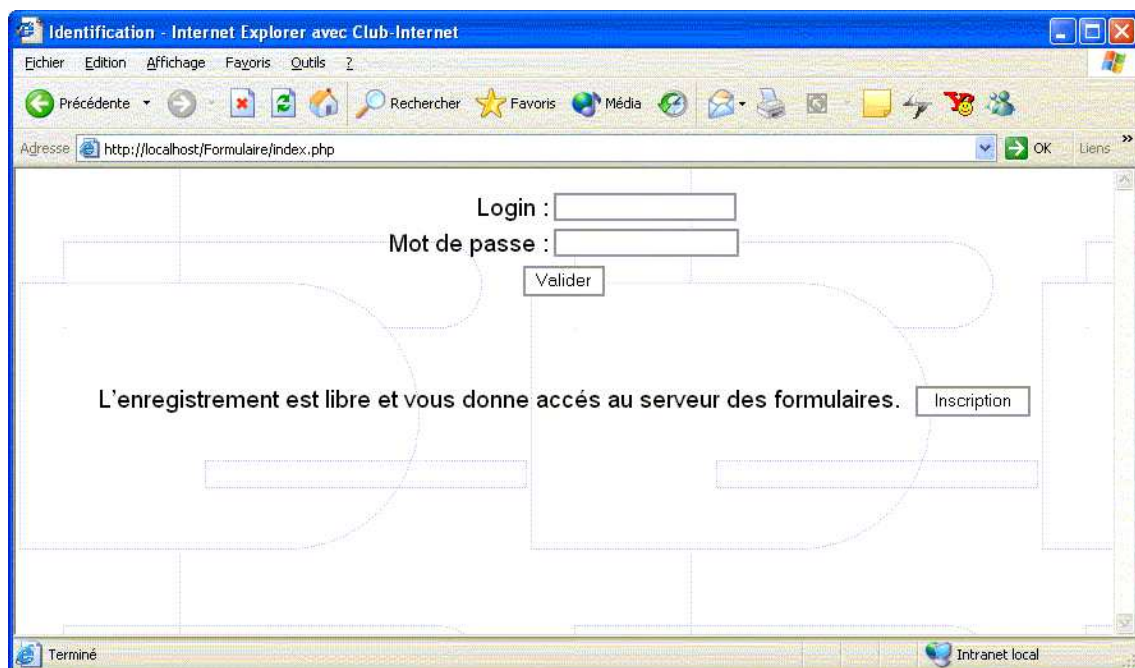 Identification - Internet Explorer avec Club-Internet
Fichier Edition Affichage Favoris Outils ?
Précédente Rechercher Favoris Média
Adresse http://localhost/Formulaire/index.php OK Liens »
Login :
Mot de passe :
Valider
L'enregistrement est libre et vous donne accés au serveur des formulaires. Inscription
Terminé Intranet local